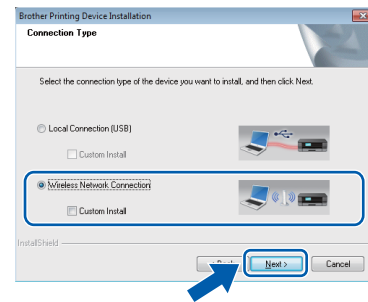 Brother Printing Device Installation
Connection Type
Select the connection type of the device you want to install, and then click Next.
Local Connection (USB)
Custom Install
Wireless Network Connection
Custom Install
InstallShield
Next >
Cancel